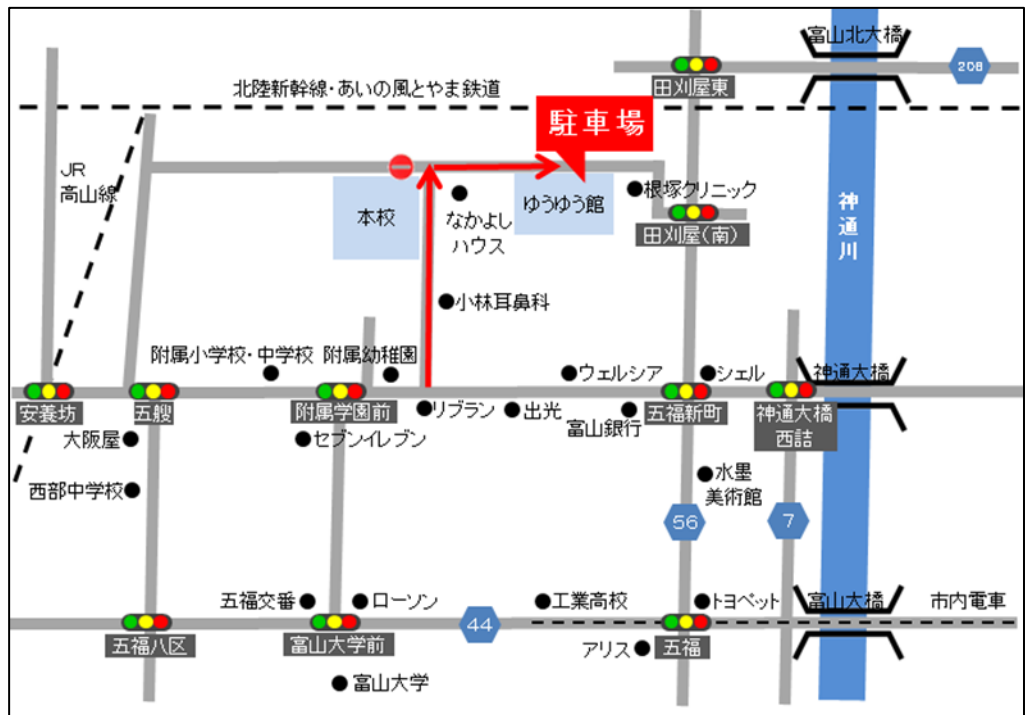 富山北大橋
208
田刈屋東
北陸新幹線・あいの風とやま鉄道
駐車場
JR
高山線
本校
なかよし
ハウス
ゆうゆう館
根塚クリニック
田刈屋(南)
神通川
小林耳鼻科
附属小学校・中学校
附属幼稚園
ウェルシア
シェル
神通大橋
安養坊
五艘
附属学園前
リブラン
出光
富山銀行
五福新町
神通大橋
西詰
大阪屋
セブンイレブン
西部中学校
水墨
美術館
56
7
五福交番
ローソン
工業高校
トヨペット
富山大橋
市内電車
44
五福八区
富山大学前
アリス
五福
富山大学